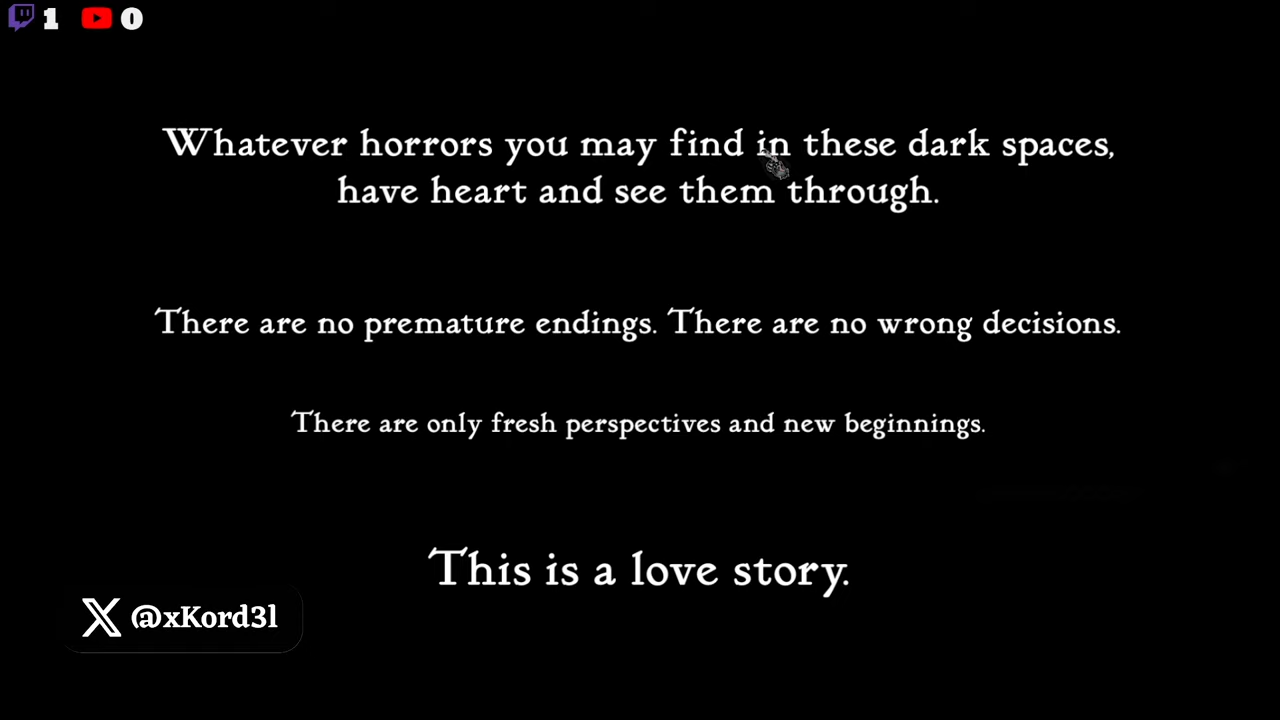 1 0
Whatever horrors you may find in these dark spaces,
have heart and see them through.
There are no premature endings. There are no wrong decisions.
There are only fresh perspectives and new beginnings.
This is a love story.
@xKord3l